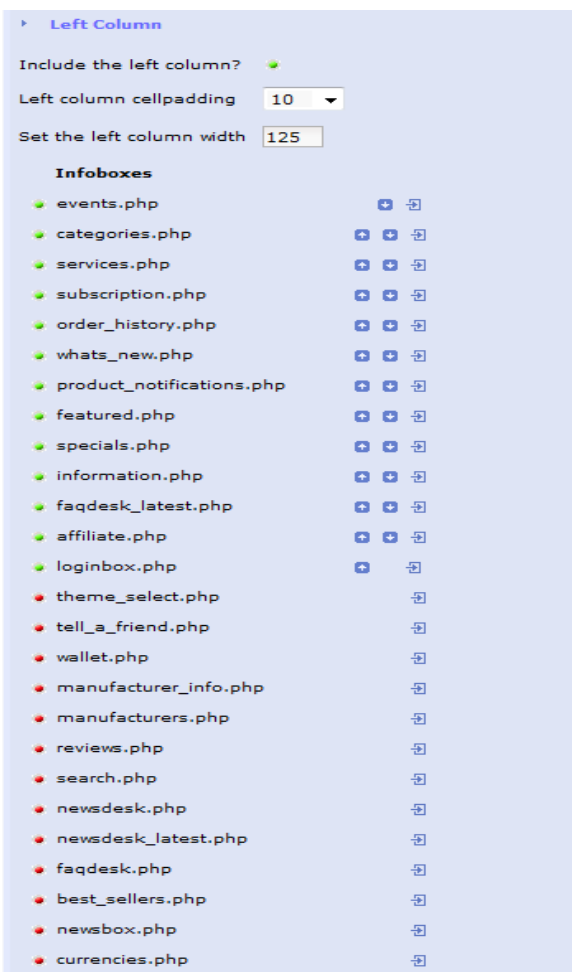 Left Column
Include the left column?
Left column cellpadding 10
Set the left column width 125
Infoboxes
events.php
categories.php
services.php
subscription.php
order_history.php
whats_new.php
product_notifications.php
featured.php
specials.php
information.php
faqdesk_latest.php
affiliate.php
loginbox.php
theme_select.php
tell_a_friend.php
wallet.php
manufacturer_info.php
manufacturers.php
reviews.php
search.php
newsdesk.php
newsdesk_latest.php
faqdesk.php
best_sellers.php
newsbox.php
currencies.php